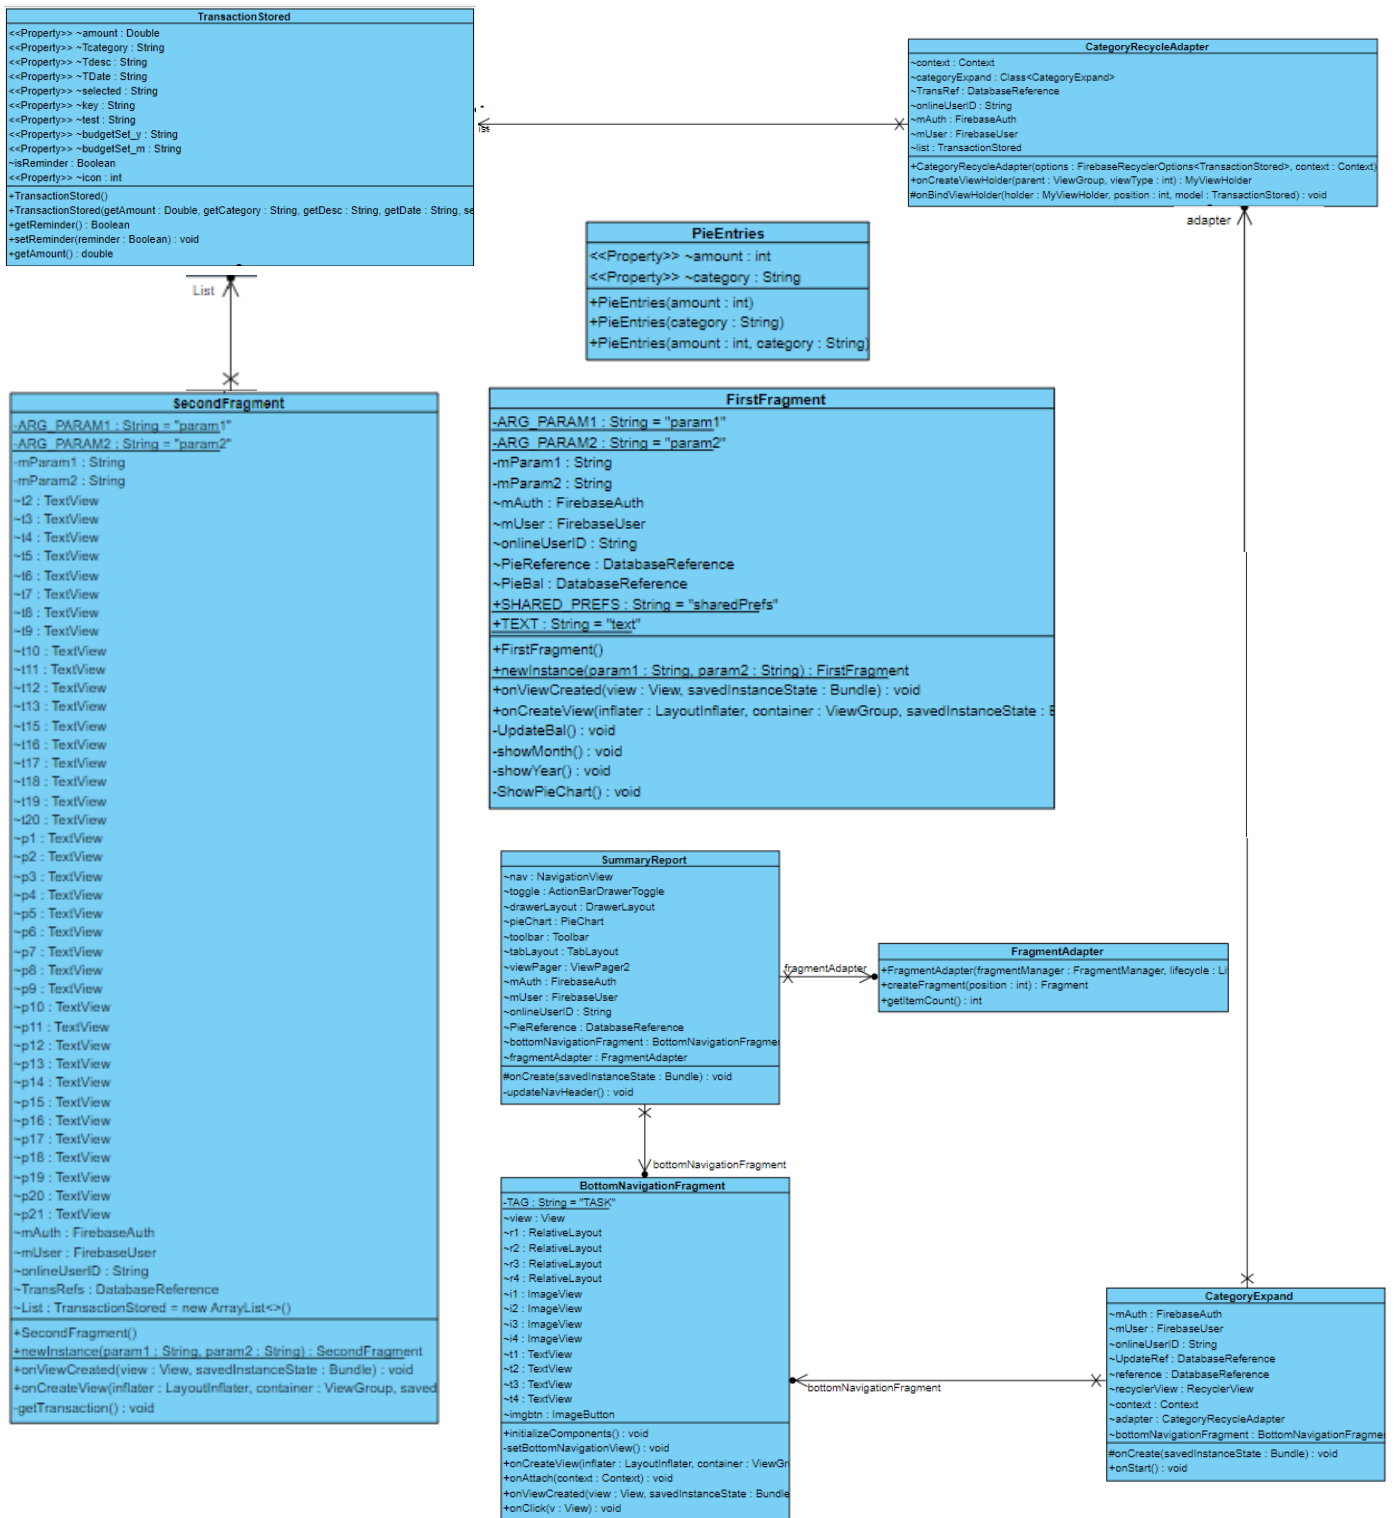 TransactionStored
<<Property>> ~amount : Double
<<Property>> ~Tcategory : String
<<Property>> ~Tdesc : String
<<Property>> ~TDate : String
<<Property>> ~selected : String
<<Property>> ~key : String
<<Property>> ~test : String
<<Property>> ~budgetSet_y : String
<<Property>> ~budgetSet_m : String
~isReminder : Boolean
<<Property>> ~icon : int
+TransactionStored()
+TransactionStored(getAmount : Double, getCategory : String, getDesc : String, getDate : String, se
+getReminder() : Boolean
+setReminder(reminder : Boolean) : void
+getAmount() : double
CategoryRecycleAdapter
~context : Context
~categoryExpand : Class<CategoryExpand>
~TransRef : DatabaseReference
~onlineUserID : String
~mAuth : FirebaseAuth
~mUser : FirebaseUser
~list : TransactionStored
+CategoryRecycleAdapter(options : FirebaseRecyclerOptions<TransactionStored>, context : Context)
+onCreateViewHolder(parent : ViewGroup, viewType : int) : MyViewHolder
#onBindViewHolder(holder : MyViewHolder, position : int, model : TransactionStored) : void
adapter
PieEntries
<<Property>> ~amount : int
<<Property>> ~category : String
+PieEntries(amount : int)
+PieEntries(category : String)
+PieEntries(amount : int, category : String)
List
SecondFragment
-ARG_PARAM1 : String = "param1"
-ARG_PARAM2 : String = "param2"
-mParam1 : String
-mParam2 : String
~t2 : TextView
~t3 : TextView
~t4 : TextView
~t5 : TextView
~t6 : TextView
~t7 : TextView
~t8 : TextView
~t9 : TextView
~t10 : TextView
~t11 : TextView
~t12 : TextView
~t13 : TextView
~t15 : TextView
~t16 : TextView
~t17 : TextView
~t18 : TextView
~t19 : TextView
~t20 : TextView
~p1 : TextView
~p2 : TextView
~p3 : TextView
~p4 : TextView
~p5 : TextView
~p6 : TextView
~p7 : TextView
~p8 : TextView
~p9 : TextView
~p10 : TextView
~p11 : TextView
~p12 : TextView
~p13 : TextView
~p14 : TextView
~p15 : TextView
~p16 : TextView
~p17 : TextView
~p18 : TextView
~p19 : TextView
~p20 : TextView
~p21 : TextView
~mAuth : FirebaseAuth
~mUser : FirebaseUser
~onlineUserID : String
~TransRefs : DatabaseReference
~List : TransactionStored = new ArrayList<>()
+SecondFragment()
+newInstance(param1 : String, param2 : String) : SecondFragment
+onViewCreated(view : View, savedInstanceState : Bundle) : void
+onCreateView(inflater : LayoutInflater, container : ViewGroup, saved
-getTransaction() : void
FirstFragment
-ARG_PARAM1 : String = "param1"
-ARG_PARAM2 : String = "param2"
-mParam1 : String
-mParam2 : String
~mAuth : FirebaseAuth
~mUser : FirebaseUser
~onlineUserID : String
~PieReference : DatabaseReference
~PieBal : DatabaseReference
+SHARED_PREFS : String = "sharedPrefs"
+TEXT : String = "text"
+FirstFragment()
+newInstance(param1 : String, param2 : String) : FirstFragment
+onViewCreated(view : View, savedInstanceState : Bundle) : void
+onCreateView(inflater : LayoutInflater, container : ViewGroup, savedInstanceState : B
-UpdateBal() : void
-showMonth() : void
-showYear() : void
-ShowPieChart() : void
SummaryReport
~nav : NavigationView
~toggle : ActionBarDrawerToggle
~drawerLayout : DrawerLayout
~pieChart : PieChart
~toolbar : Toolbar
~tabLayout : TabLayout
~viewPager : ViewPager2
~mAuth : FirebaseAuth
~mUser : FirebaseUser
~onlineUserID : String
~PieReference : DatabaseReference
~bottomNavigationFragment : BottomNavigationFragmen
~fragmentAdapter : FragmentAdapter
#onCreate(savedInstanceState : Bundle) : void
-updateNavHeader() : void
fragmentAdapter
FragmentAdapter
+FragmentAdapter(fragmentManager : FragmentManager, lifecycle : Li
+createFragment(position : int) : Fragment
+getItemCount() : int
bottomNavigationFragment
BottomNavigationFragment
-TAG : String = "TASK"
~view : View
~r1 : RelativeLayout
~r2 : RelativeLayout
~r3 : RelativeLayout
~r4 : RelativeLayout
~i1 : ImageView
~i2 : ImageView
~i3 : ImageView
~i4 : ImageView
~t1 : TextView
~t2 : TextView
~t3 : TextView
~t4 : TextView
~imgbtn : ImageButton
+initializeComponents() : void
-setBottomNavigationView() : void
+onCreateView(inflater : LayoutInflater, container : ViewGr
+onAttach(context : Context) : void
+onViewCreated(view : View, savedInstanceState : Bundle
+onClick(v : View) : void
bottomNavigationFragment
CategoryExpand
~mAuth : FirebaseAuth
~mUser : FirebaseUser
~onlineUserID : String
~UpdateRef : DatabaseReference
~reference : DatabaseReference
~recyclerView : RecyclerView
~context : Context
~adapter : CategoryRecycleAdapter
~bottomNavigationFragment : BottomNavigationFragme
#onCreate(savedInstanceState : Bundle) : void
+onStart() : void